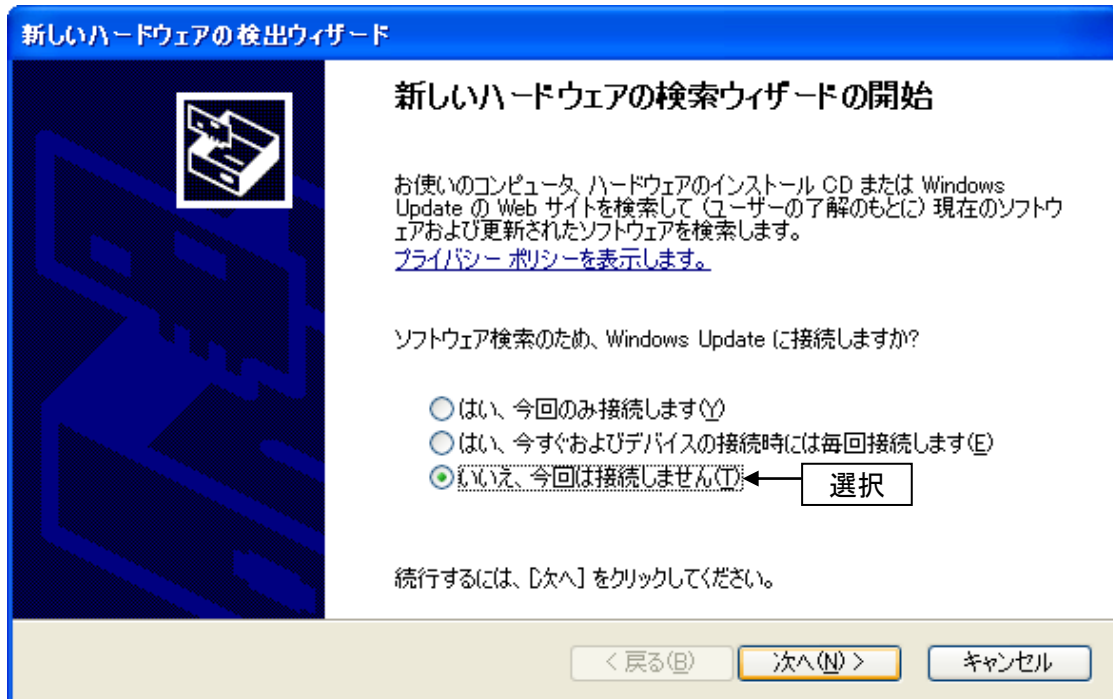 新しいハードウェアの検出ウィザード
新しいハードウェアの検索ウィザードの開始
お使いのコンピュータ、ハードウェアのインストール CD または Windows
Update の Web サイトを検索して (ユーザーの了解のもとに) 現在のソフトウ
ェアおよび更新されたソフトウェアを検索します。
プライバシー ポリシーを表示します。
ソフトウェア検索のため、Windows Update に接続しますか?
はい、今回のみ接続します(Y)
はい、今すぐおよびデバイスの接続時には毎回接続します(E)
いいえ、今回は接続しません(T)
選択
続行するには、[次へ] をクリックしてください。
< 戻る(B)
次へ(N) >
キャンセル